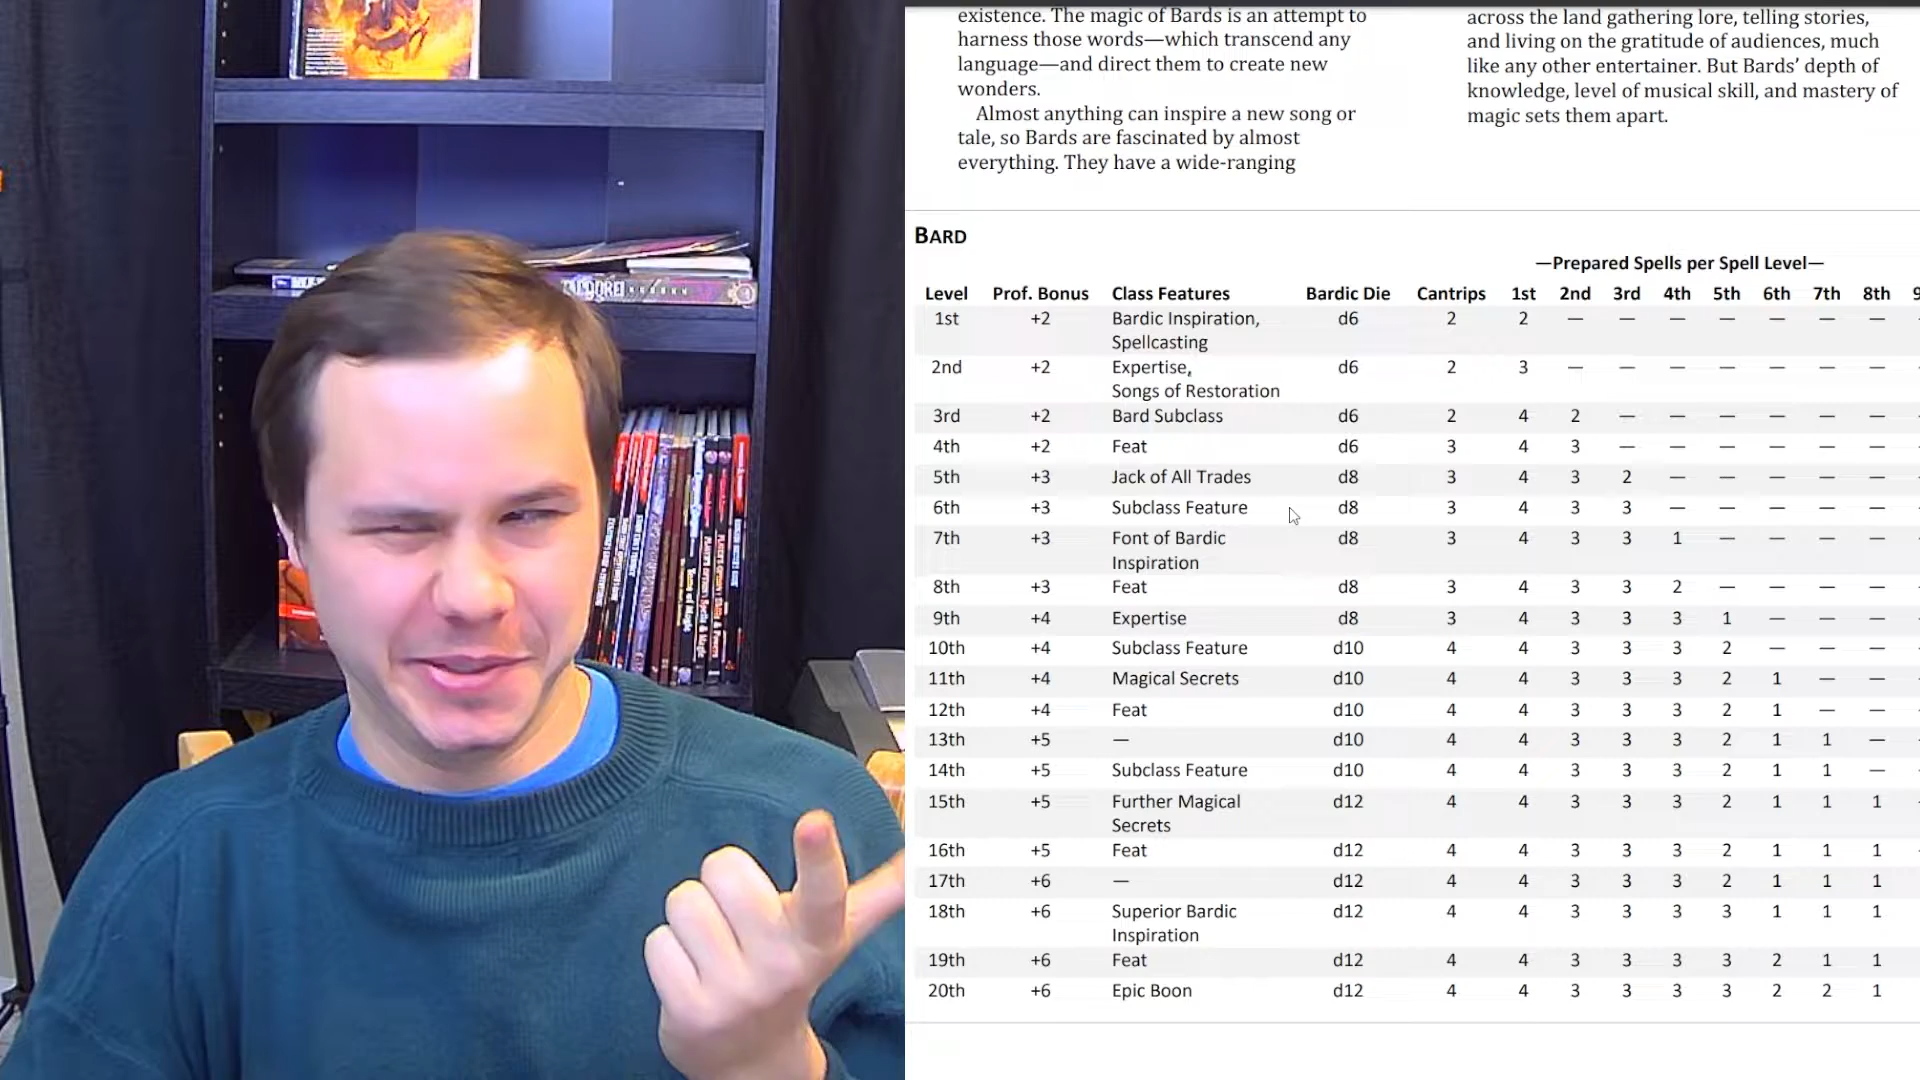 existence. The magic of Bards is an attempt to
harness those words—which transcend any
language—and direct them to create new
wonders.
Almost anything can inspire a new song or
tale, so Bards are fascinated by almost
everything. They have a wide-ranging
across the land gathering lore, telling stories,
and living on the gratitude of audiences, much
like any other entertainer. But Bards’ depth of
knowledge, level of musical skill, and mastery of
magic sets them apart.
BARD
—Prepared Spells per Spell Level—
Level Prof. Bonus Class Features Bardic Die Cantrips 1st 2nd 3rd 4th 5th 6th 7th 8th
1st +2 Bardic Inspiration, d6 2 2 — — — — — — —
Spellcasting
2nd +2 Expertise, d6 2 3 — — — — — — —
Songs of Restoration
3rd +2 Bard Subclass d6 2 4 2 — — — — — —
4th +2 Feat d6 3 4 3 — — — — — —
5th +3 Jack of All Trades d8 3 4 3 2 — — — — —
6th +3 Subclass Feature d8 3 4 3 3 — — — — —
7th +3 Font of Bardic d8 3 4 3 3 1 — — — —
Inspiration
8th +3 Feat d8 3 4 3 3 2 — — — —
9th +4 Expertise d8 3 4 3 3 3 1 — — —
10th +4 Subclass Feature d10 4 4 3 3 3 2 — — —
11th +4 Magical Secrets d10 4 4 3 3 3 2 1 — —
12th +4 Feat d10 4 4 3 3 3 2 1 — —
13th +5 — d10 4 4 3 3 3 2 1 1 —
14th +5 Subclass Feature d10 4 4 3 3 3 2 1 1 —
15th +5 Further Magical d12 4 4 3 3 3 2 1 1 1
Secrets
16th +5 Feat d12 4 4 3 3 3 2 1 1 1
17th +6 — d12 4 4 3 3 3 2 1 1 1
18th +6 Superior Bardic d12 4 4 3 3 3 3 1 1 1
Inspiration
19th +6 Feat d12 4 4 3 3 3 3 2 1 1
20th +6 Epic Boon d12 4 4 3 3 3 3 2 2 1